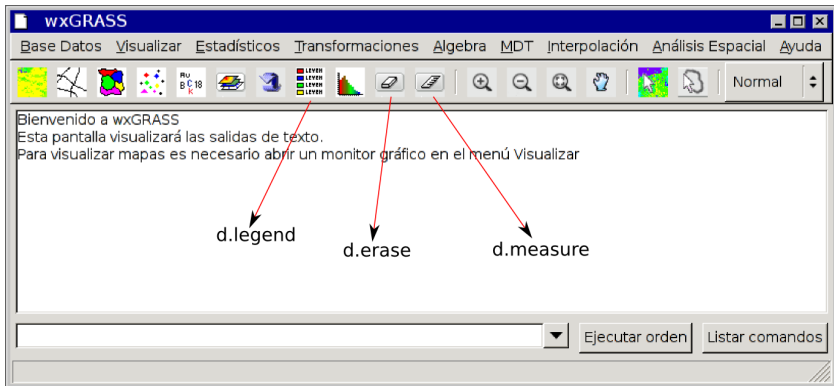 wxGRASS
Base Datos Visualizar Estadísticos Transformaciones Algebra MDT Interpolación Análisis Espacial Ayuda
Normal
Bienvenido a wxGRASS
Esta pantalla visualizará las salidas de texto.
Para visualizar mapas es necesario abrir un monitor gráfico en el menú Visualizar
d.legend
d.erase
d.measure
Ejecutar orden Listar comandos